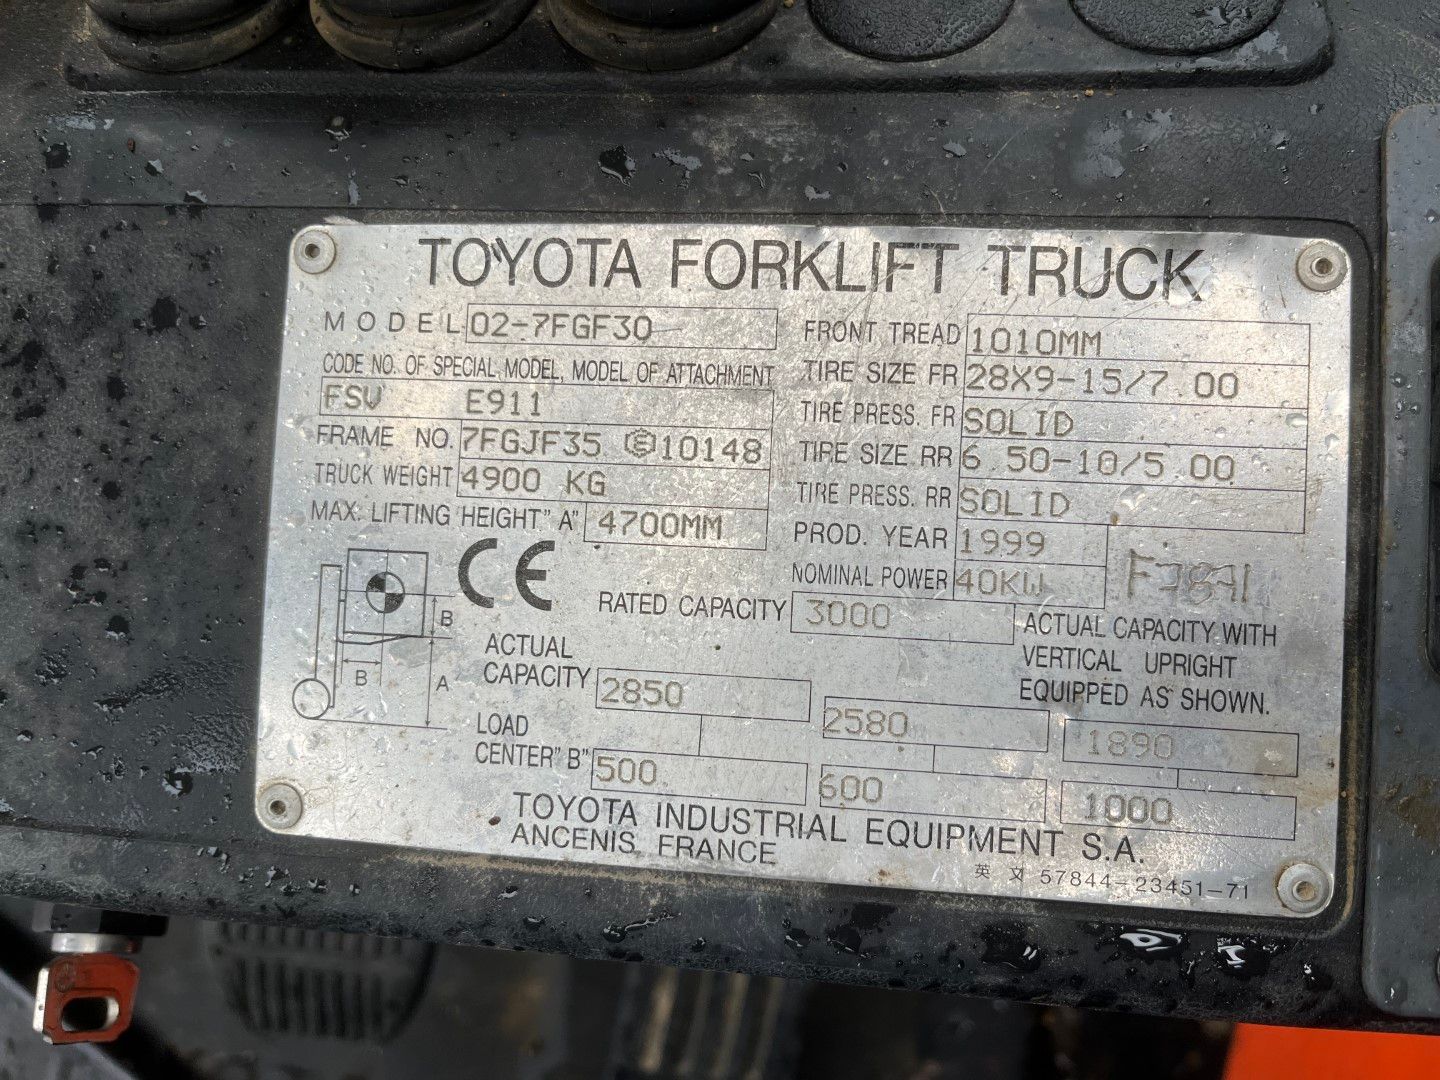 TOYOTA FORKLIFT TRUCK
MODEL 02-7FGF30
CODE NO. OF SPECIAL MODEL, MODEL OF ATTACHMENT
FSV E911
FRAME NO. 7FGJF35 E10148
TRUCK WEIGHT 4900 KG
MAX. LIFTING HEIGHT "A" 4700MM
FRONT TREAD 1010MM
TIRE SIZE FR 28X9-15/7.00
TIRE PRESS. FR SOLID
TIRE SIZE RR 6.50-10/5.00
TIRE PRESS. RR SOLID
PROD. YEAR 1999
NOMINAL POWER 40KW
CE
B
B
A
RATED CAPACITY 3000
ACTUAL CAPACITY WITH
VERTICAL UPRIGHT
EQUIPPED AS SHOWN.
ACTUAL
CAPACITY 2850 2580 1890
LOAD
CENTER "B" 500 600 1000
TOYOTA INDUSTRIAL EQUIPMENT S.A.
ANCENIS, FRANCE
英 文 57844-23451-71